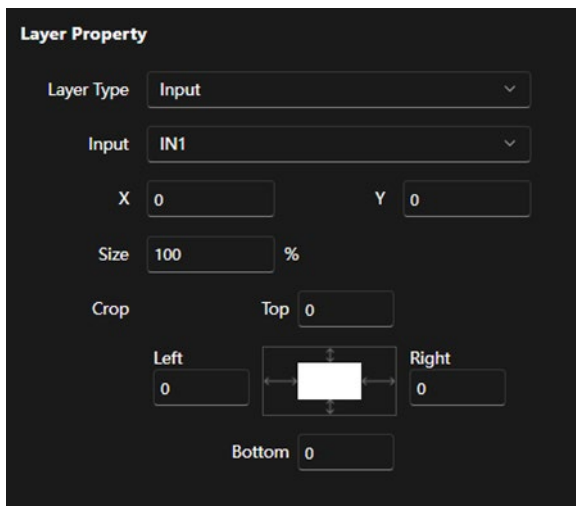 Layer Property
Layer Type Input
Input IN1
X 0 Y 0
Size 100 %
Crop Top 0
Left Right
0 0
Bottom 0